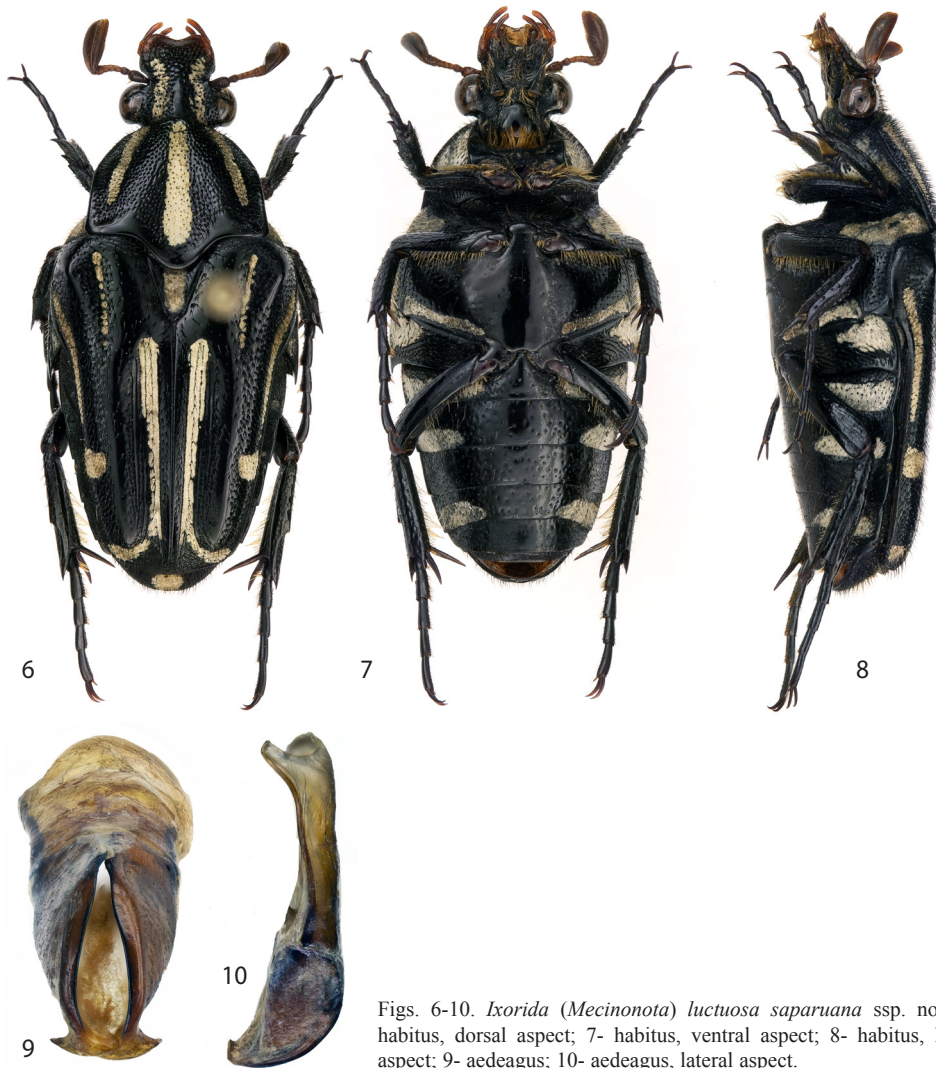 6
7
8
9
10
Figs. 6-10. Ixorida (Mecinonota) luctuosa saparuana ssp.
habitus, dorsal aspect; 7- habitus, ventral aspect; 8- habitus,
aspect; 9- aedeagus; 10- aedeagus, lateral aspect.